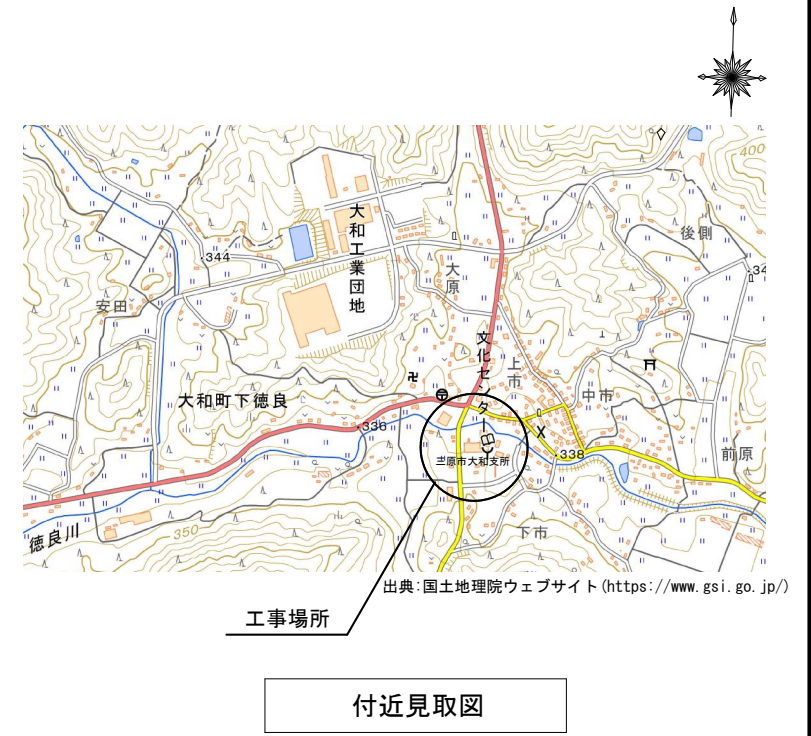 400
後側
344
34
大和工業団地
大原
安田
文化センター
上市
中市
大和町下徳良
336
338
三原市大和支所
前原
徳良川
350
下市
出典:国土地理院ウェブサイト(https://www.gsi.go.jp/)
工事場所
付近見取図